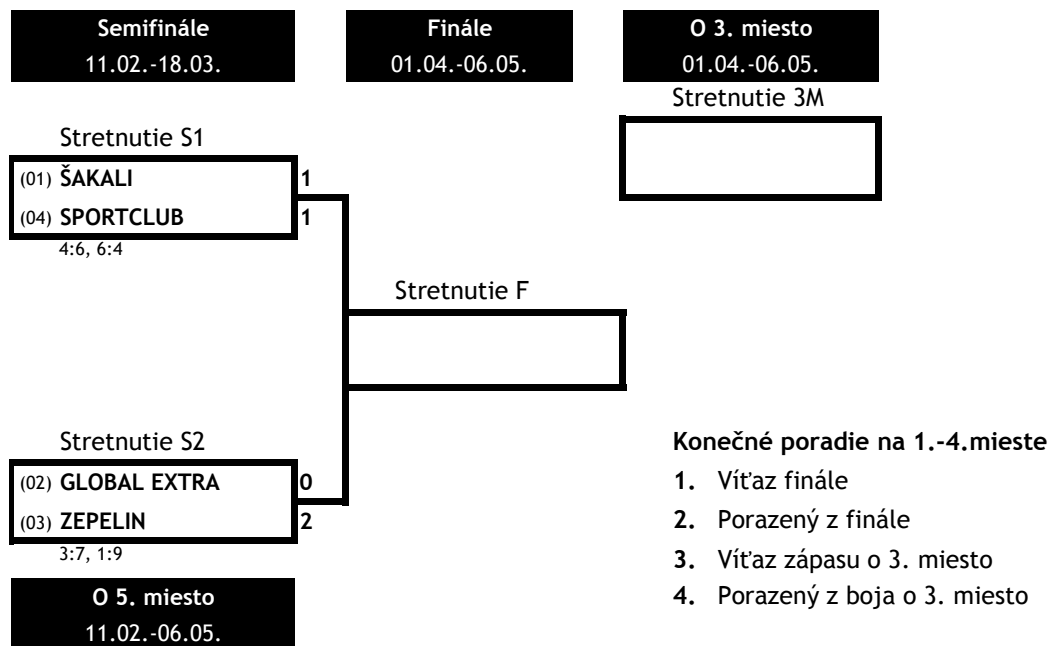 Semifinále
11.02.-18.03.
Finále
01.04.-06.05.
O 3. miesto
01.04.-06.05.
Stretnutie 3M
Stretnutie S1
(01) ŠAKALI 1
(04) SPORTCLUB 1
4:6, 6:4
Stretnutie F
Stretnutie S2
(02) GLOBAL EXTRA 0
(03) ZEPELIN 2
3:7, 1:9
Konečné poradie na 1.-4.mieste
1. Víťaz finále
2. Porazený z finále
3. Víťaz zápasu o 3. miesto
4. Porazený z boja o 3. miesto
O 5. miesto
11.02.-06.05.